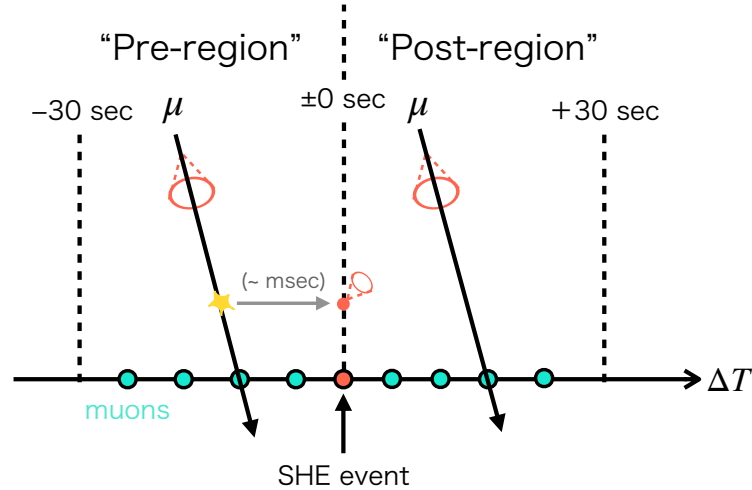 “Pre-region” “Post-region”
–30 sec μ ±0 sec μ +30 sec
(~ msec)
ΔT
muons
SHE event